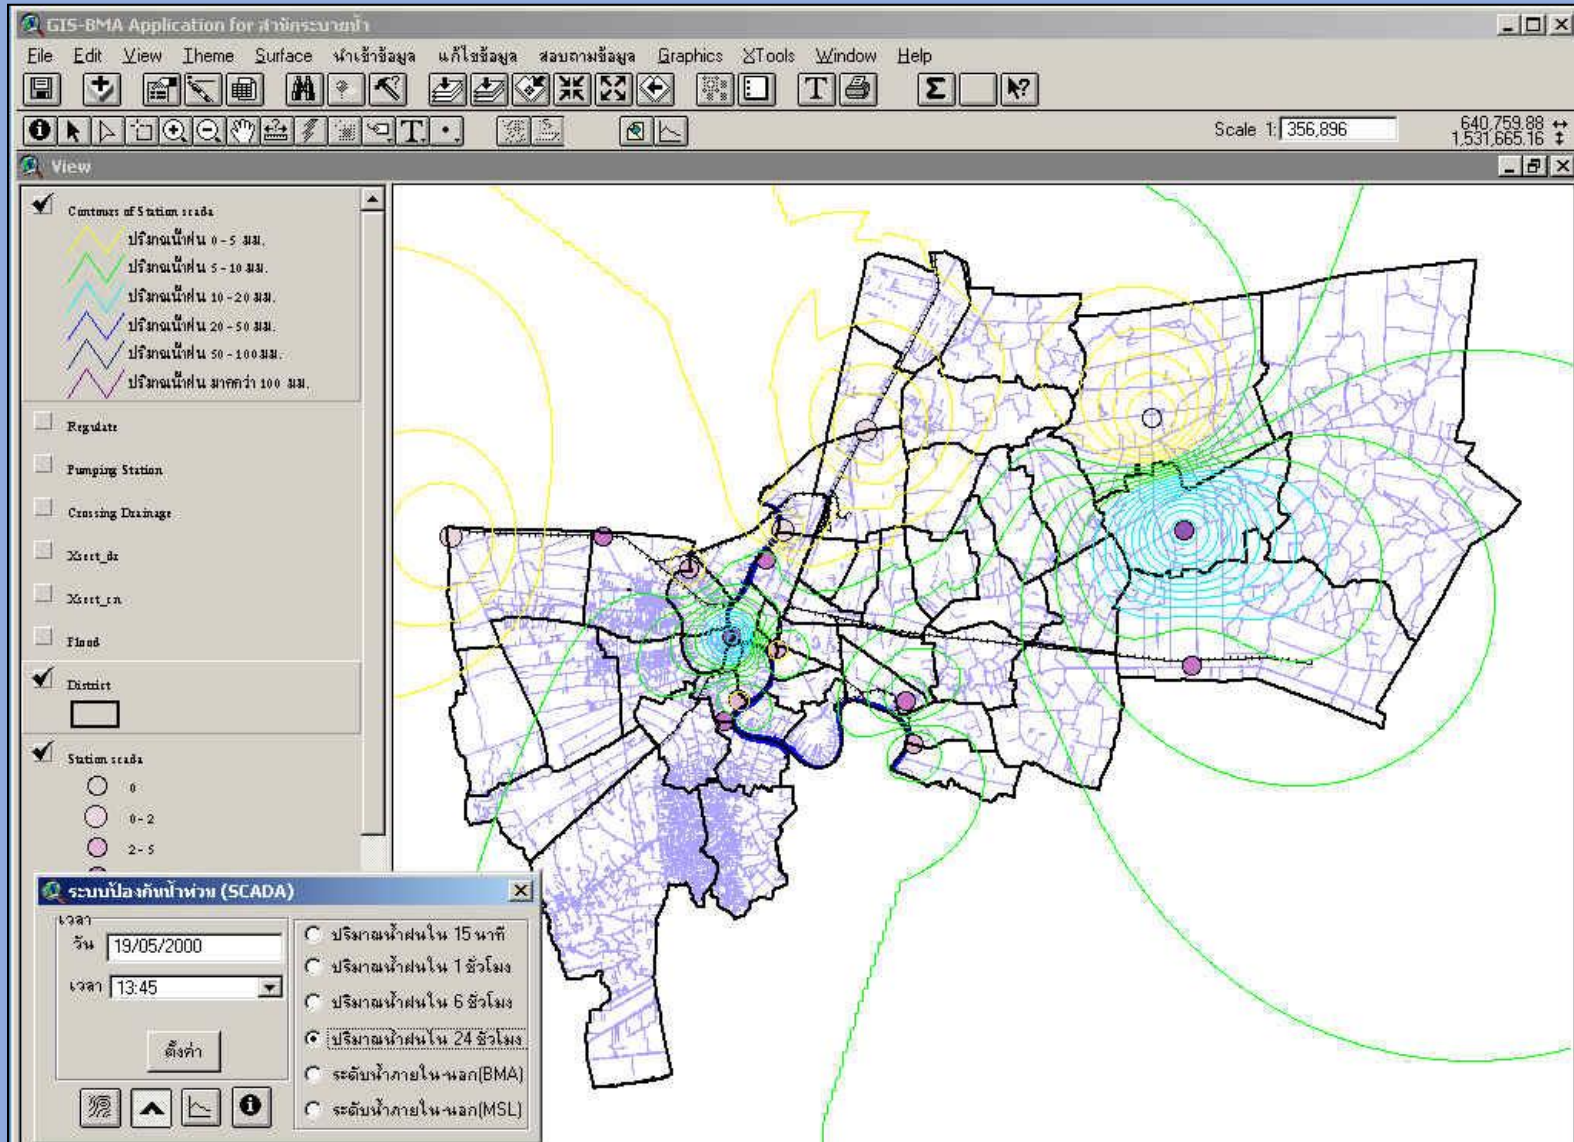 GIS-BMA Application for สำนักระบายน้ำ
File Edit View Theme Surface นำเข้าข้อมูล แก้ไขข้อมูล สอบถามข้อมูล Graphics XTools Window Help
Scale 1: 356,896
640,759.88
1,531,665.16
View
Contours of Station scada
ปริมาณน้ำฝน 0 - 5 มม.
ปริมาณน้ำฝน 5 - 10 มม.
ปริมาณน้ำฝน 10 - 20 มม.
ปริมาณน้ำฝน 20 - 50 มม.
ปริมาณน้ำฝน 50 - 100 มม.
ปริมาณน้ำฝน มากกว่า 100 มม.
Regulate
Pumping Station
Crossing Drainage
Xsect_dz
Xsect_cn
Flood
District
Station scada
0
0 - 2
2 - 5
ระบบป้องกันน้ำท่วม (SCADA)
เวลา
วัน 19/05/2000
เวลา 13:45
ตั้งค่า
ปริมาณน้ำฝนใน 15 นาที
ปริมาณน้ำฝนใน 1 ชั่วโมง
ปริมาณน้ำฝนใน 6 ชั่วโมง
ปริมาณน้ำฝนใน 24 ชั่วโมง
ระดับน้ำภายใน-นอก(BMA)
ระดับน้ำภายใน-นอก(MSL)